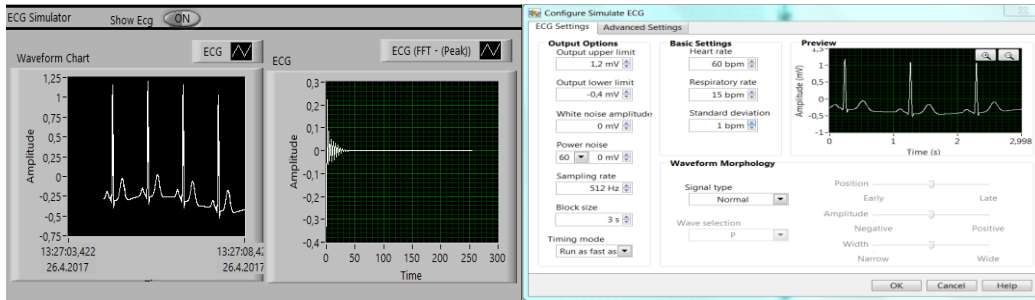 ECG Simulator
Show Ecg ON
Waveform Chart
ECG
Amplitude
1,25
1
0,75
0,5
0,25
0
-0,25
-0,5
-0,75
13:27:03,422
26.4.2017
13:27:08,42
26.4.2017
ECG
ECG (FFT - (Peak))
Amplitude
0,3
0,2
0,1
0
-0,1
-0,2
-0,3
-0,4
0 50 100 150 200 250 300
Time
Configure Simulate ECG
ECG Settings Advanced Settings
Output Options
Output upper limit
1,2 mV
Output lower limit
-0,4 mV
White noise amplitude
0 mV
Power noise
60 0 mV
Sampling rate
512 Hz
Block size
3 s
Timing mode
Run as fast as
Basic Settings
Heart rate
60 bpm
Respiratory rate
15 bpm
Standard deviation
1 bpm
Preview
Amplitude (mV)
1,5
1
0,5
0
-0,5
-1
0 1 2 2,998
Time (s)
Waveform Morphology
Signal type
Normal
Wave selection
P
Position
Early Late
Amplitude
Negative Positive
Width
Narrow Wide
OK Cancel Help